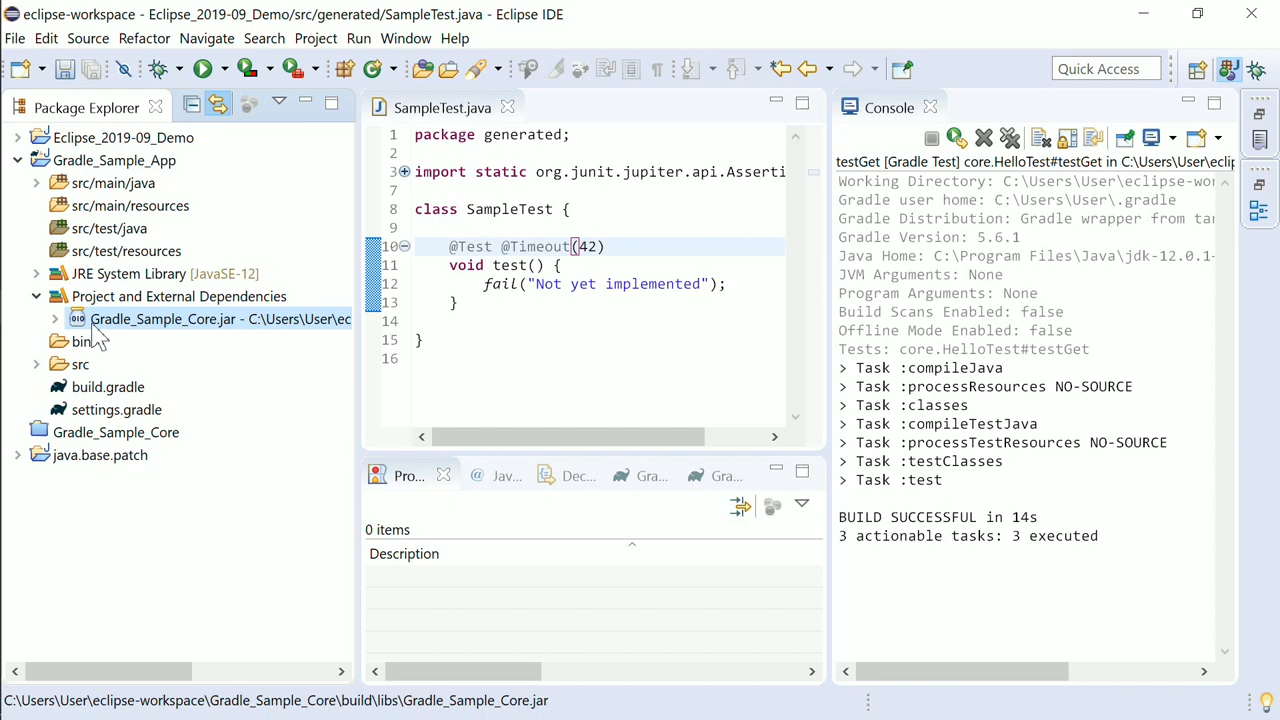 eclipse-workspace - Eclipse_2019-09_Demo/src/generated/SampleTest.java - Eclipse IDE
File Edit Source Refactor Navigate Search Project Run Window Help
Quick Access
Package Explorer
Eclipse_2019-09_Demo
Gradle_Sample_App
src/main/java
src/main/resources
src/test/java
src/test/resources
JRE System Library [JavaSE-12]
Project and External Dependencies
Gradle_Sample_Core.jar - C:\Users\User\ec
bin
src
build.gradle
settings.gradle
Gradle_Sample_Core
java.base.patch
SampleTest.java
1 package generated;
2
3 import static org.junit.jupiter.api.Asserti
7
8 class SampleTest {
9
10 @Test @Timeout(42)
11 void test() {
12 fail("Not yet implemented");
13 }
14
15 }
16
Pro... @ Jav... Dec... Gra... Gra...
0 items
Description
Console
testGet [Gradle Test] core.HelloTest#testGet in C:\Users\User\eclip
Working Directory: C:\Users\User\eclipse-wor
Gradle user home: C:\Users\User\.gradle
Gradle Distribution: Gradle wrapper from tar
Gradle Version: 5.6.1
Java Home: C:\Program Files\Java\jdk-12.0.1-
JVM Arguments: None
Program Arguments: None
Build Scans Enabled: false
Offline Mode Enabled: false
Tests: core.HelloTest#testGet
> Task :compileJava
> Task :processResources NO-SOURCE
> Task :classes
> Task :compileTestJava
> Task :processTestResources NO-SOURCE
> Task :testClasses
> Task :test
BUILD SUCCESSFUL in 14s
3 actionable tasks: 3 executed
C:\Users\User\eclipse-workspace\Gradle_Sample_Core\build\libs\Gradle_Sample_Core.jar